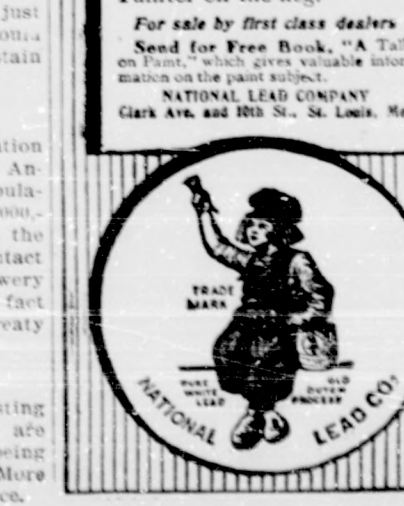 just
tain
ation
An-
pula-
000,-
the
ntact
wery
fact
reaty
sting
are
being
More
ce.
For sale by first class dealers
Send for Free Book, "A Tal
on Paint," which gives valuable infor
mation on the paint subject.
NATIONAL LEAD COMPANY
Clark Ave. and 10th St., St. Louis, Mo
TRADE
MARK
PURE
WHITE
LEAD
OLD
DUTCH
PROCESS
NATIONAL LEAD CO.